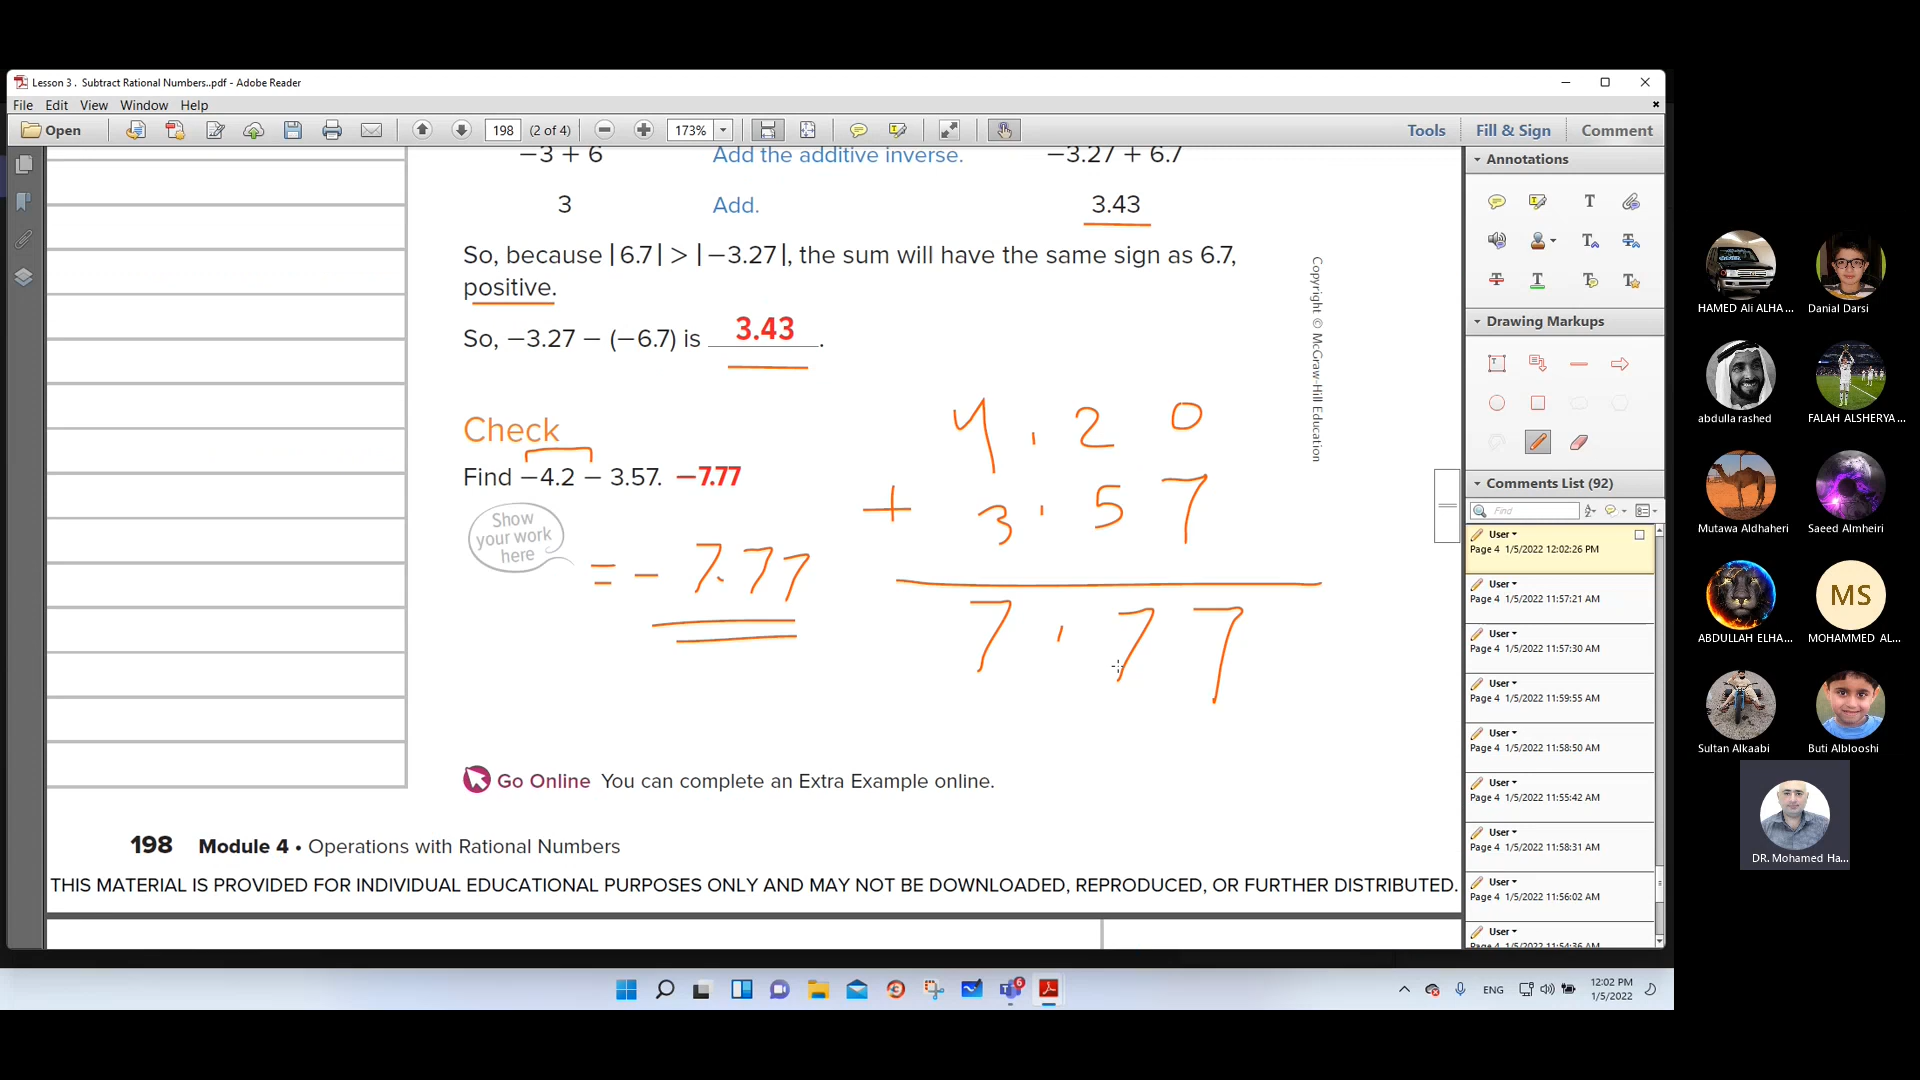 Lesson 3 . Subtract Rational Numbers..pdf - Adobe Reader
File Edit View Window Help
Open 198 (2 of 4) 173% Tools Fill & Sign Comment
−3 + 6 Add the additive inverse. −3.27 + 6.7
3 Add. 3.43
So, because |6.7| > |−3.27|, the sum will have the same sign as 6.7,
positive.
So, −3.27 − (−6.7) is 3.43.
Check
Find −4.2 − 3.57. −7.77
Show
your work
here
= − 7.77
4.20
+ 3.57
7.77
Go Online You can complete an Extra Example online.
198 Module 4 • Operations with Rational Numbers
THIS MATERIAL IS PROVIDED FOR INDIVIDUAL EDUCATIONAL PURPOSES ONLY AND MAY NOT BE DOWNLOADED, REPRODUCED, OR FURTHER DISTRIBUTED.
Copyright © McGraw-Hill Education
Annotations
Drawing Markups
Comments List (92)
Find
User
Page 4 1/5/2022 12:02:26 PM
User
Page 4 1/5/2022 11:57:21 AM
User
Page 4 1/5/2022 11:57:30 AM
User
Page 4 1/5/2022 11:59:55 AM
User
Page 4 1/5/2022 11:58:50 AM
User
Page 4 1/5/2022 11:55:42 AM
User
Page 4 1/5/2022 11:58:31 AM
User
Page 4 1/5/2022 11:56:02 AM
User
Page 4 1/5/2022 11:54:36 AM
HAMED Ali ALHA... Danial Darsi
abdulla rashed FALAH ALSHERYA...
Mutawa Aldhaheri Saeed Almheiri
MS
ABDULLAH ELHA... MOHAMMED AL...
Sultan Alkaabi Buti Alblooshi
DR. Mohamed Ha...
6
ENG
12:02 PM
1/5/2022